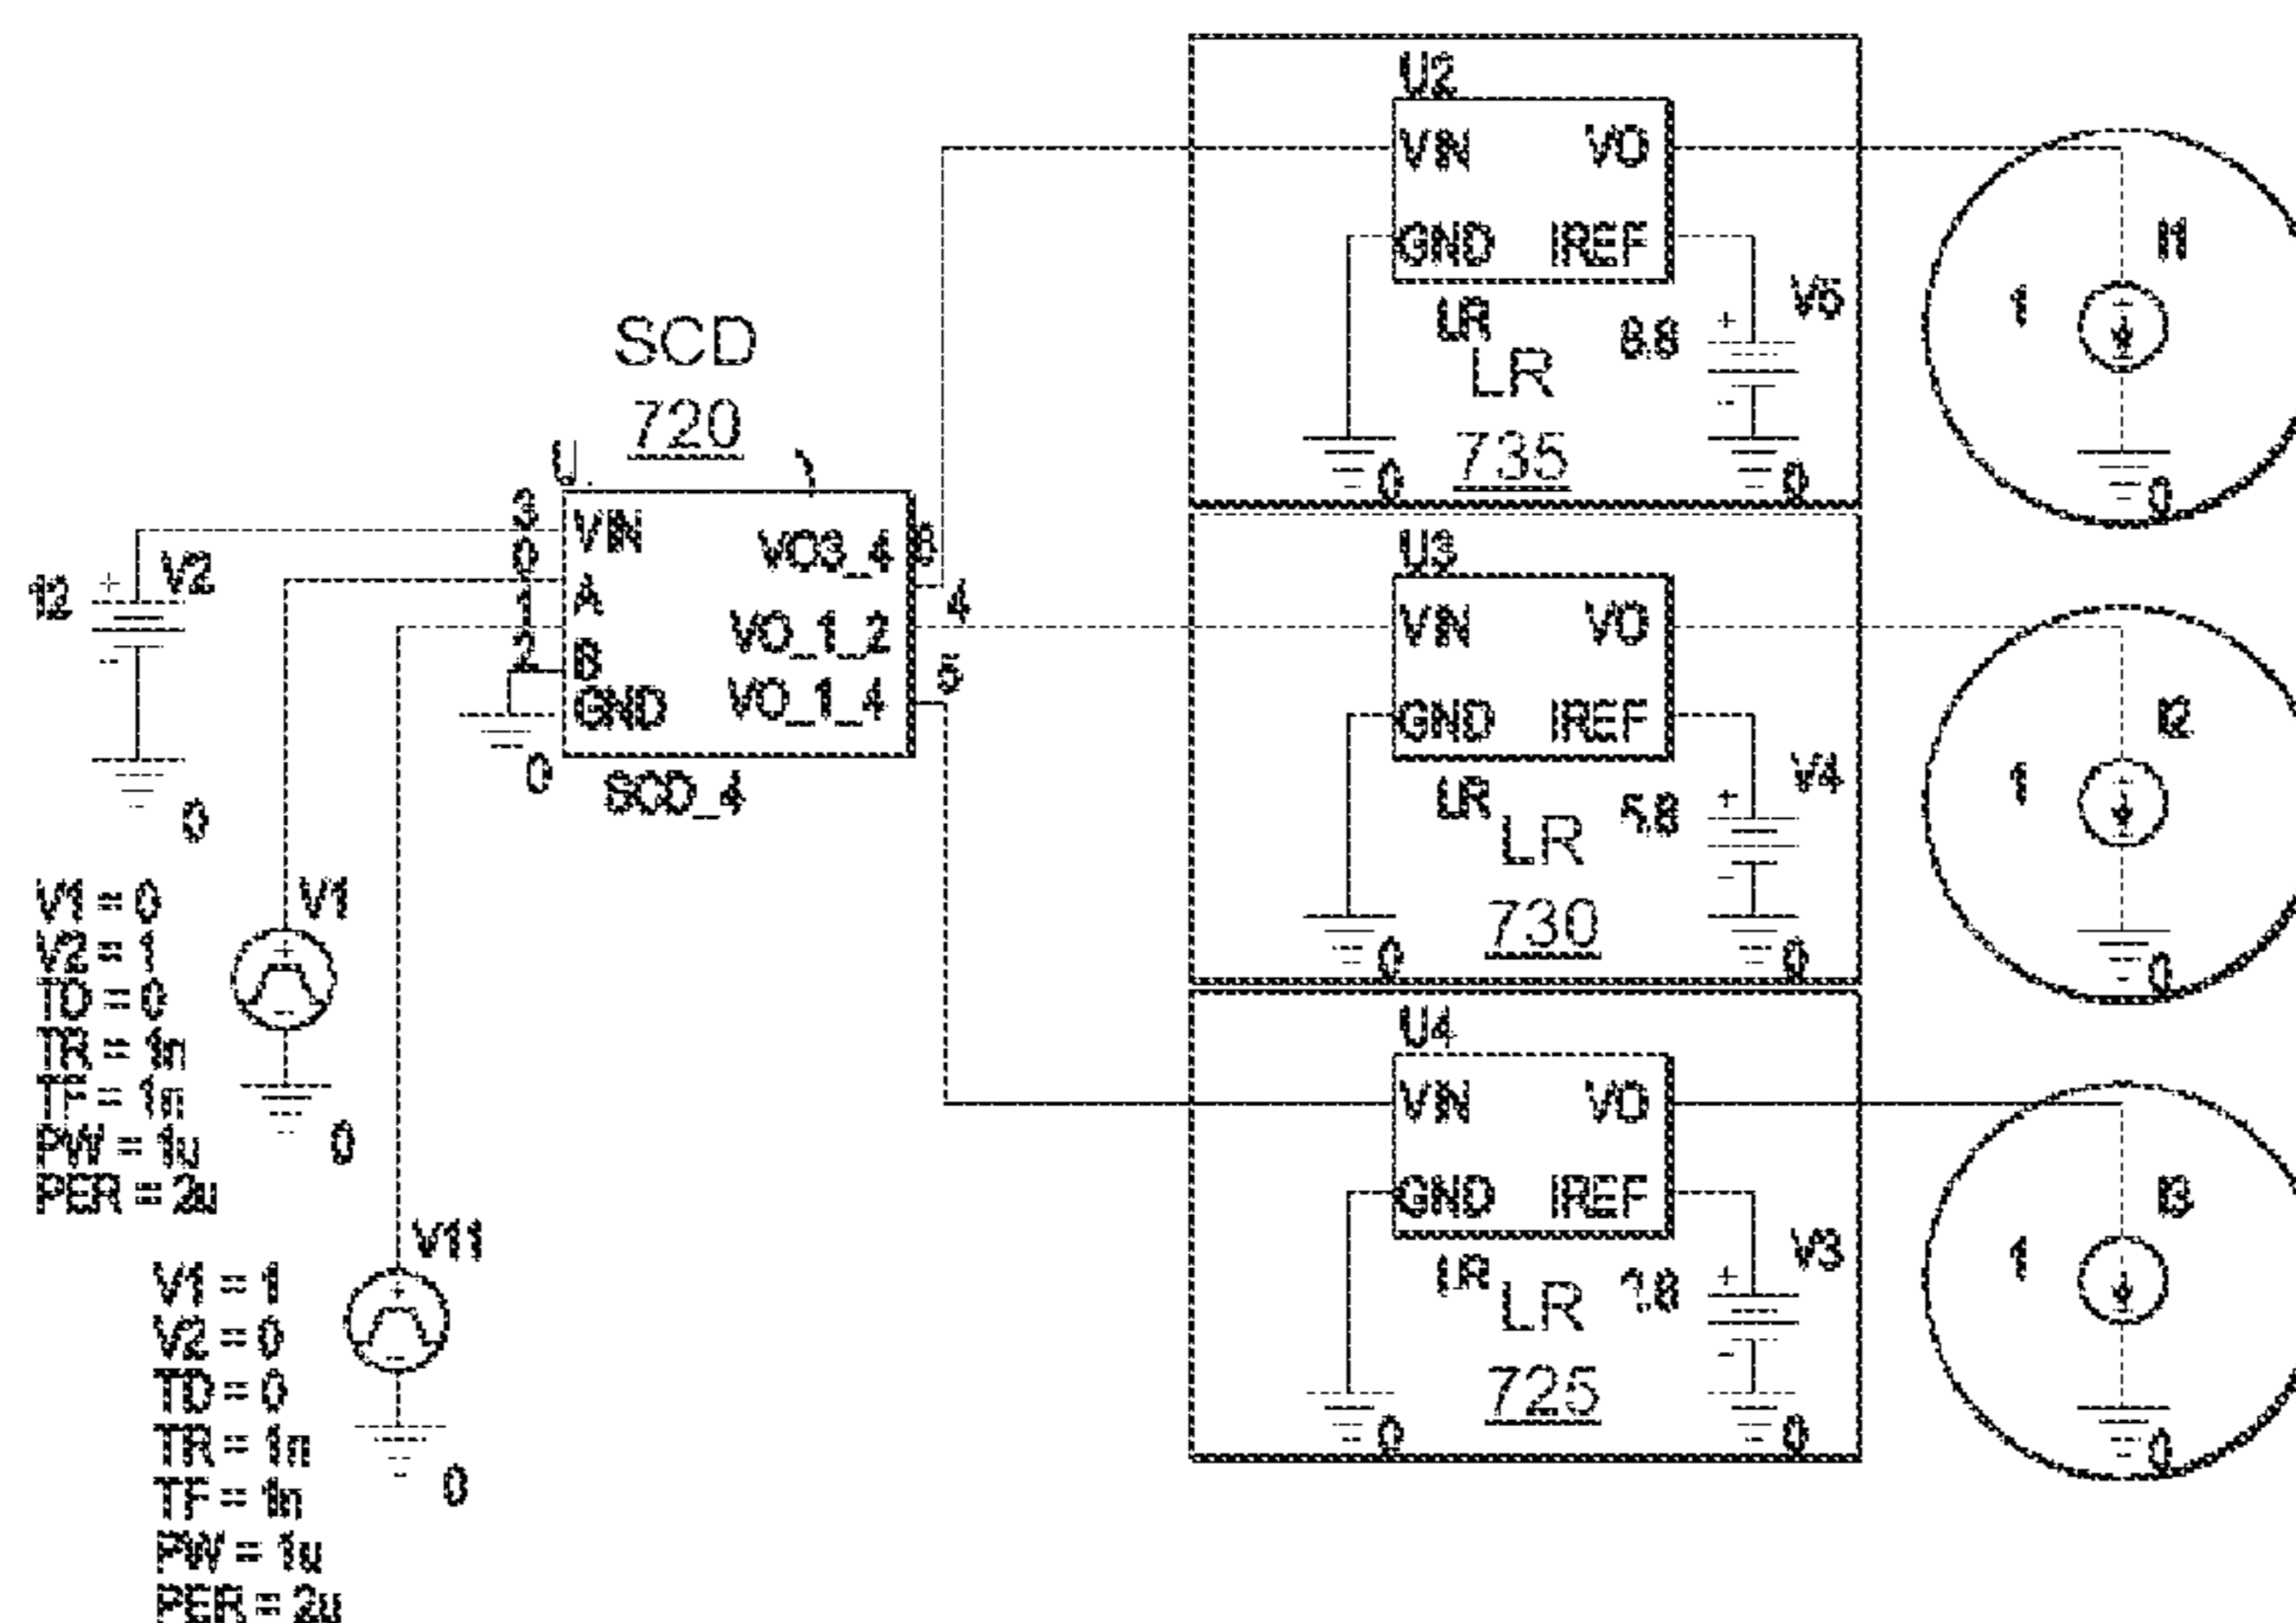 SCD
720
U
3
VIN
0
A
1
2
B
GND
0
SCD_4
VO3_4
VO_1_2
4
VO_1_4
V2
12
0
V1 = 0
V2 = 1
TD = 0
TR = 1n
TF = 1n
PW = 1u
PER = 2u
0
V11
V1 = 1
V2 = 0
TD = 0
TR = 1n
TF = 1n
PW = 1u
PER = 2u
0
U2
VIN VO
GND IREF
LR
LR
735
V5
0
0
I1
1
0
U3
VIN VO
GND IREF
LR
LR
730
5.8
V4
0
0
I2
1
0
U4
VIN VO
GND IREF
LR
LR
725
V3
0
0
I3
1
0